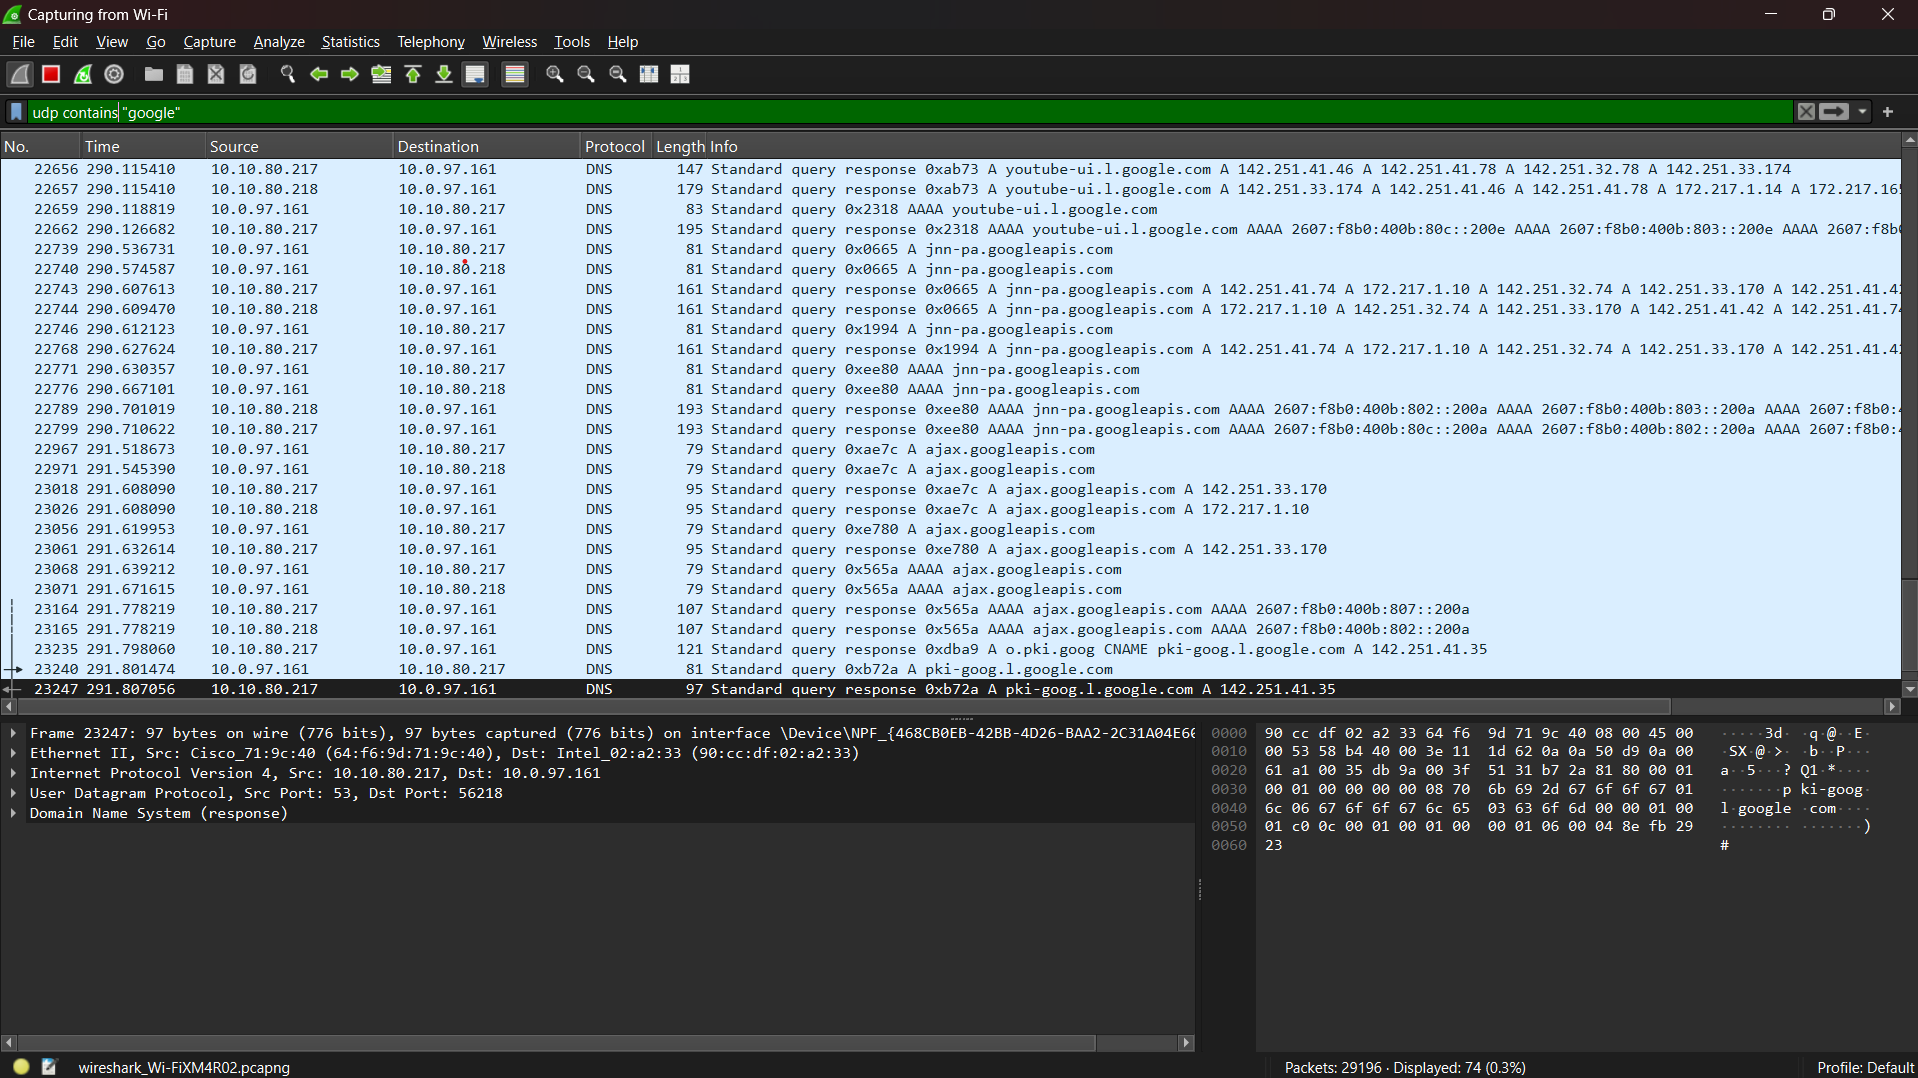 Capturing from Wi-Fi
File Edit View Go Capture Analyze Statistics Telephony Wireless Tools Help
udp contains "google"
No. Time Source Destination Protocol Length Info
22656 290.115410 10.10.80.217 10.0.97.161 DNS 147 Standard query response 0xab73 A youtube-ui.l.google.com A 142.251.41.46 A 142.251.41.78 A 142.251.32.78 A 142.251.33.174
22657 290.115410 10.10.80.218 10.0.97.161 DNS 179 Standard query response 0xab73 A youtube-ui.l.google.com A 142.251.33.174 A 142.251.41.46 A 142.251.41.78 A 172.217.1.14 A 172.217.165
22659 290.118819 10.0.97.161 10.10.80.217 DNS 83 Standard query 0x2318 AAAA youtube-ui.l.google.com
22662 290.126682 10.10.80.217 10.0.97.161 DNS 195 Standard query response 0x2318 AAAA youtube-ui.l.google.com AAAA 2607:f8b0:400b:80c::200e AAAA 2607:f8b0:400b:803::200e AAAA 2607:f8b0
22739 290.536731 10.0.97.161 10.10.80.217 DNS 81 Standard query 0x0665 A jnn-pa.googleapis.com
22740 290.574587 10.0.97.161 10.10.80.218 DNS 81 Standard query 0x0665 A jnn-pa.googleapis.com
22743 290.607613 10.10.80.217 10.0.97.161 DNS 161 Standard query response 0x0665 A jnn-pa.googleapis.com A 142.251.41.74 A 172.217.1.10 A 142.251.32.74 A 142.251.33.170 A 142.251.41.42
22744 290.609470 10.10.80.218 10.0.97.161 DNS 161 Standard query response 0x0665 A jnn-pa.googleapis.com A 172.217.1.10 A 142.251.32.74 A 142.251.33.170 A 142.251.41.42 A 142.251.41.74
22746 290.612123 10.0.97.161 10.10.80.217 DNS 81 Standard query 0x1994 A jnn-pa.googleapis.com
22768 290.627624 10.10.80.217 10.0.97.161 DNS 161 Standard query response 0x1994 A jnn-pa.googleapis.com A 142.251.41.74 A 172.217.1.10 A 142.251.32.74 A 142.251.33.170 A 142.251.41.42
22771 290.630357 10.0.97.161 10.10.80.217 DNS 81 Standard query 0xee80 AAAA jnn-pa.googleapis.com
22776 290.667101 10.0.97.161 10.10.80.218 DNS 81 Standard query 0xee80 AAAA jnn-pa.googleapis.com
22789 290.701019 10.10.80.218 10.0.97.161 DNS 193 Standard query response 0xee80 AAAA jnn-pa.googleapis.com AAAA 2607:f8b0:400b:802::200a AAAA 2607:f8b0:400b:803::200a AAAA 2607:f8b0:
22799 290.710622 10.10.80.217 10.0.97.161 DNS 193 Standard query response 0xee80 AAAA jnn-pa.googleapis.com AAAA 2607:f8b0:400b:80c::200a AAAA 2607:f8b0:400b:802::200a AAAA 2607:f8b0:
22967 291.518673 10.0.97.161 10.10.80.217 DNS 79 Standard query 0xae7c A ajax.googleapis.com
22971 291.545390 10.0.97.161 10.10.80.218 DNS 79 Standard query 0xae7c A ajax.googleapis.com
23018 291.608090 10.10.80.217 10.0.97.161 DNS 95 Standard query response 0xae7c A ajax.googleapis.com A 142.251.33.170
23026 291.608090 10.10.80.218 10.0.97.161 DNS 95 Standard query response 0xae7c A ajax.googleapis.com A 172.217.1.10
23056 291.619953 10.0.97.161 10.10.80.217 DNS 79 Standard query 0xe780 A ajax.googleapis.com
23061 291.632614 10.10.80.217 10.0.97.161 DNS 95 Standard query response 0xe780 A ajax.googleapis.com A 142.251.33.170
23068 291.639212 10.0.97.161 10.10.80.217 DNS 79 Standard query 0x565a AAAA ajax.googleapis.com
23071 291.671615 10.0.97.161 10.10.80.218 DNS 79 Standard query 0x565a AAAA ajax.googleapis.com
23164 291.778219 10.10.80.217 10.0.97.161 DNS 107 Standard query response 0x565a AAAA ajax.googleapis.com AAAA 2607:f8b0:400b:807::200a
23165 291.778219 10.10.80.218 10.0.97.161 DNS 107 Standard query response 0x565a AAAA ajax.googleapis.com AAAA 2607:f8b0:400b:802::200a
23235 291.798060 10.10.80.217 10.0.97.161 DNS 121 Standard query response 0xdba9 A o.pki.goog CNAME pki-goog.l.google.com A 142.251.41.35
23240 291.801474 10.0.97.161 10.10.80.217 DNS 81 Standard query 0xb72a A pki-goog.l.google.com
23247 291.807056 10.10.80.217 10.0.97.161 DNS 97 Standard query response 0xb72a A pki-goog.l.google.com A 142.251.41.35
Frame 23247: 97 bytes on wire (776 bits), 97 bytes captured (776 bits) on interface \Device\NPF_{468CB0EB-42BB-4D26-BAA2-2C31A04E60
Ethernet II, Src: Cisco_71:9c:40 (64:f6:9d:71:9c:40), Dst: Intel_02:a2:33 (90:cc:df:02:a2:33)
Internet Protocol Version 4, Src: 10.10.80.217, Dst: 10.0.97.161
User Datagram Protocol, Src Port: 53, Dst Port: 56218
Domain Name System (response)
0000 90 cc df 02 a2 33 64 f6 9d 71 9c 40 08 00 45 00 ·····3d· ·q·@··E·
0010 00 53 58 b4 40 00 3e 11 1d 62 0a 0a 50 d9 0a 00 ·SX·@·>· ·b··P···
0020 61 a1 00 35 db 9a 00 3f 51 31 b7 2a 81 80 00 01 a··5···? Q1·*····
0030 00 01 00 00 00 00 08 70 6b 69 2d 67 6f 6f 67 01 ·······p ki-goog·
0040 6c 06 67 6f 6f 67 6c 65 03 63 6f 6d 00 00 01 00 l·google ·com····
0050 01 c0 0c 00 01 00 01 00 00 01 06 00 04 8e fb 29 ········ ·······)
0060 23 #
wireshark_Wi-FiXM4R02.pcapng
Packets: 29196 · Displayed: 74 (0.3%)
Profile: Default